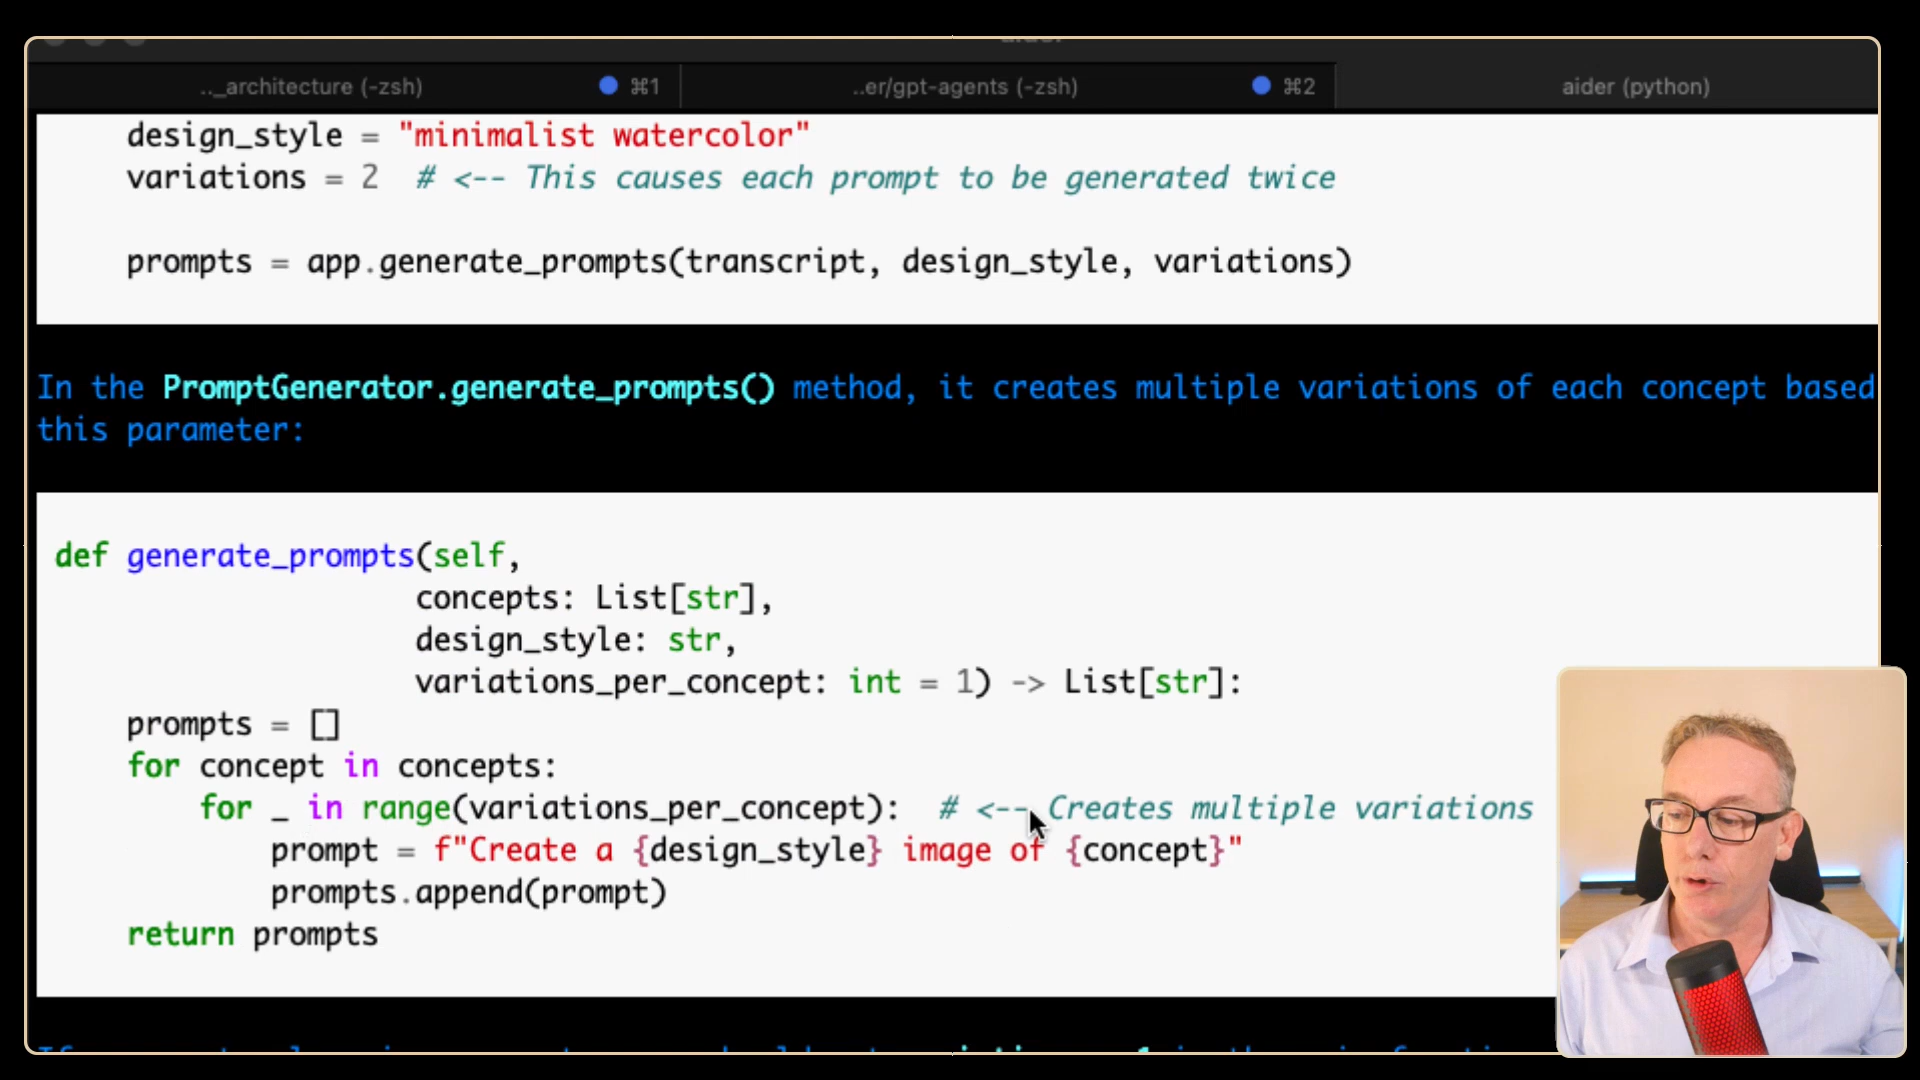 .._architecture (-zsh) ⌘1 ..er/gpt-agents (-zsh) ⌘2 aider (python)
design_style = "minimalist watercolor"
variations = 2  # <-- This causes each prompt to be generated twice
prompts = app.generate_prompts(transcript, design_style, variations)
In the PromptGenerator.generate_prompts() method, it creates multiple variations of each concept based
this parameter:
def generate_prompts(self,
concepts: List[str],
design_style: str,
variations_per_concept: int = 1) -> List[str]:
prompts = []
for concept in concepts:
for _ in range(variations_per_concept):  # <-- Creates multiple variations
prompt = f"Create a {design_style} image of {concept}"
prompts.append(prompt)
return prompts